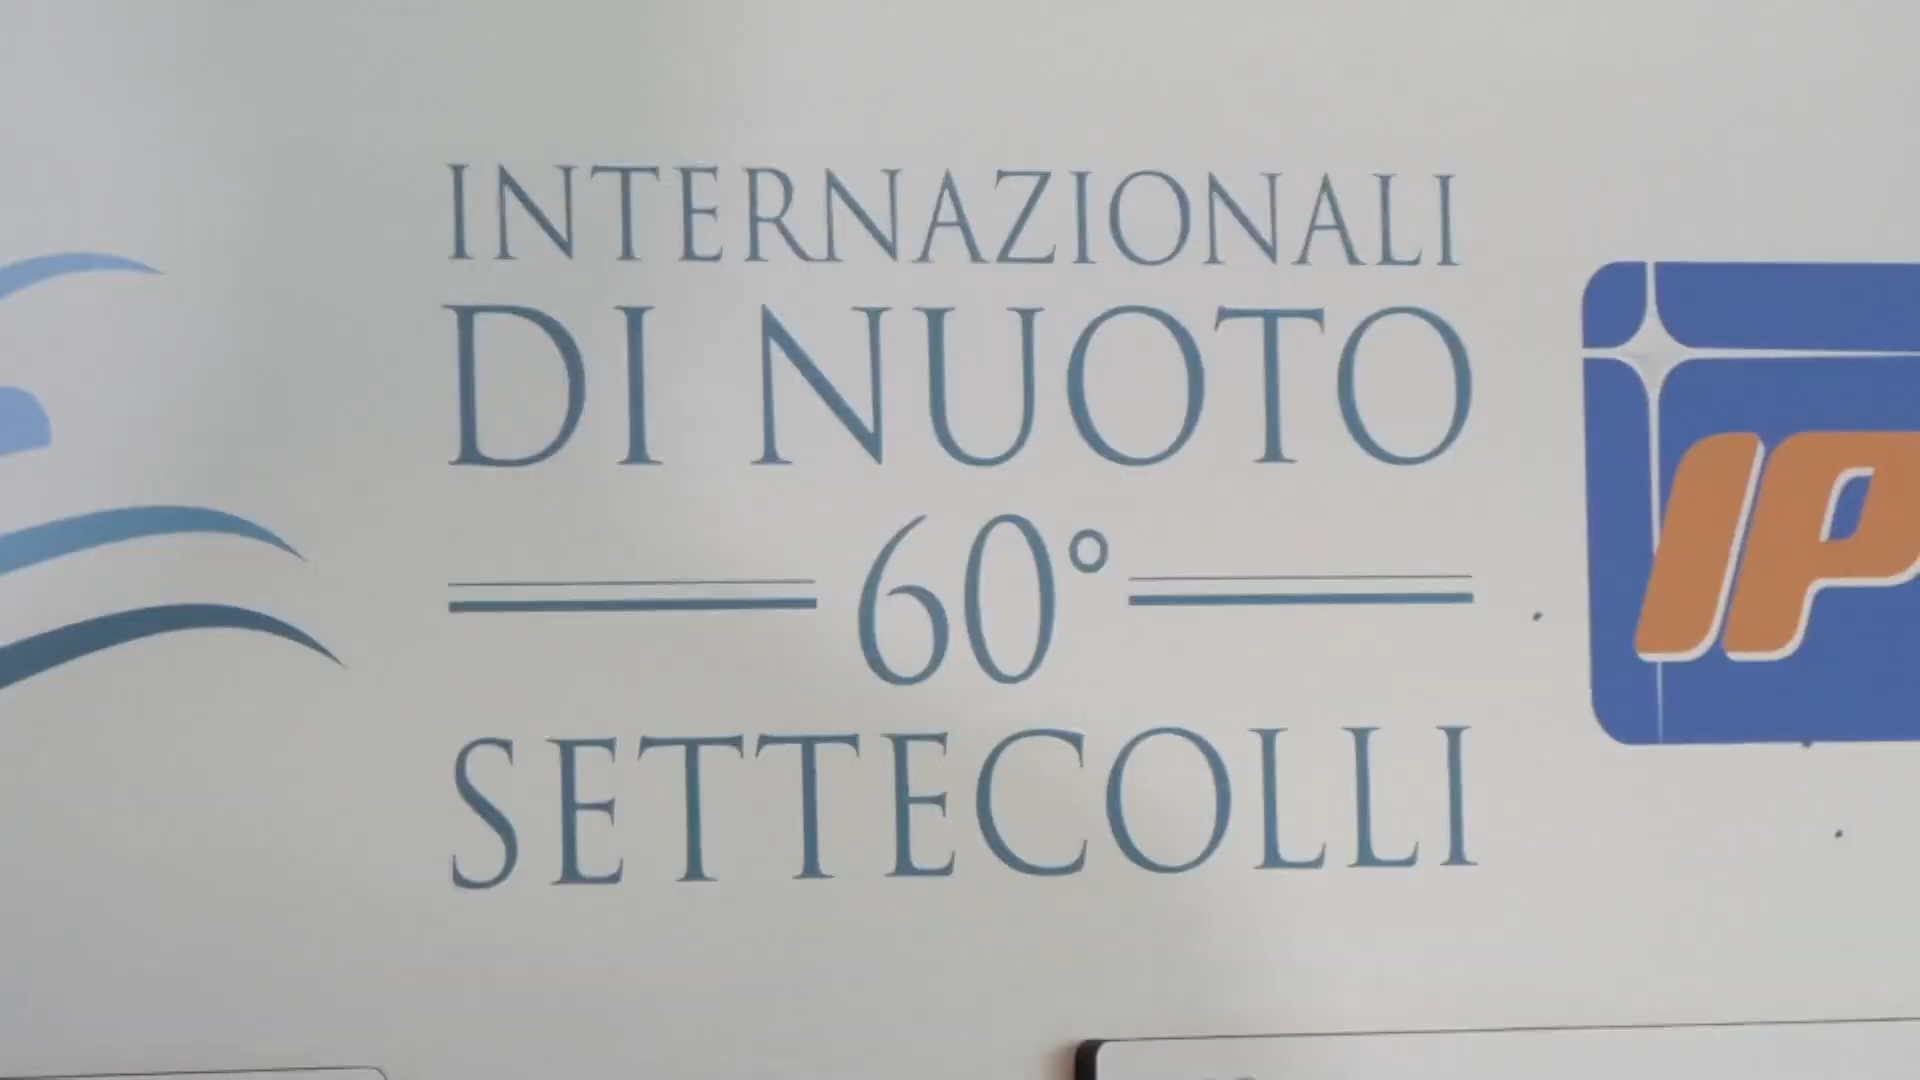 INTERNAZIONALI
DI NUOTO
60°
SETTECOLLI
IP